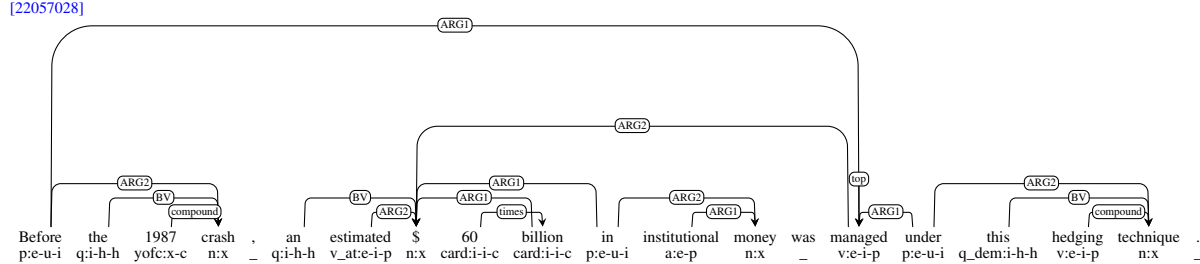 [22057028]
ARG1
ARG2
top
ARG2 ARG1 ARG2
BV BV ARG1 ARG2 BV
compound ARG2 times ARG1 ARG1 compound
Before the 1987 crash , an estimated $ 60 billion in institutional money was managed under this hedging technique .
p:e-u-i q:i-h-h yofc:x-c n:x _ q:i-h-h v_at:e-i-p n:x card:i-i-c card:i-i-c p:e-u-i a:e-p n:x _ v:e-i-p p:e-u-i q_dem:i-h-h v:e-i-p n:x _